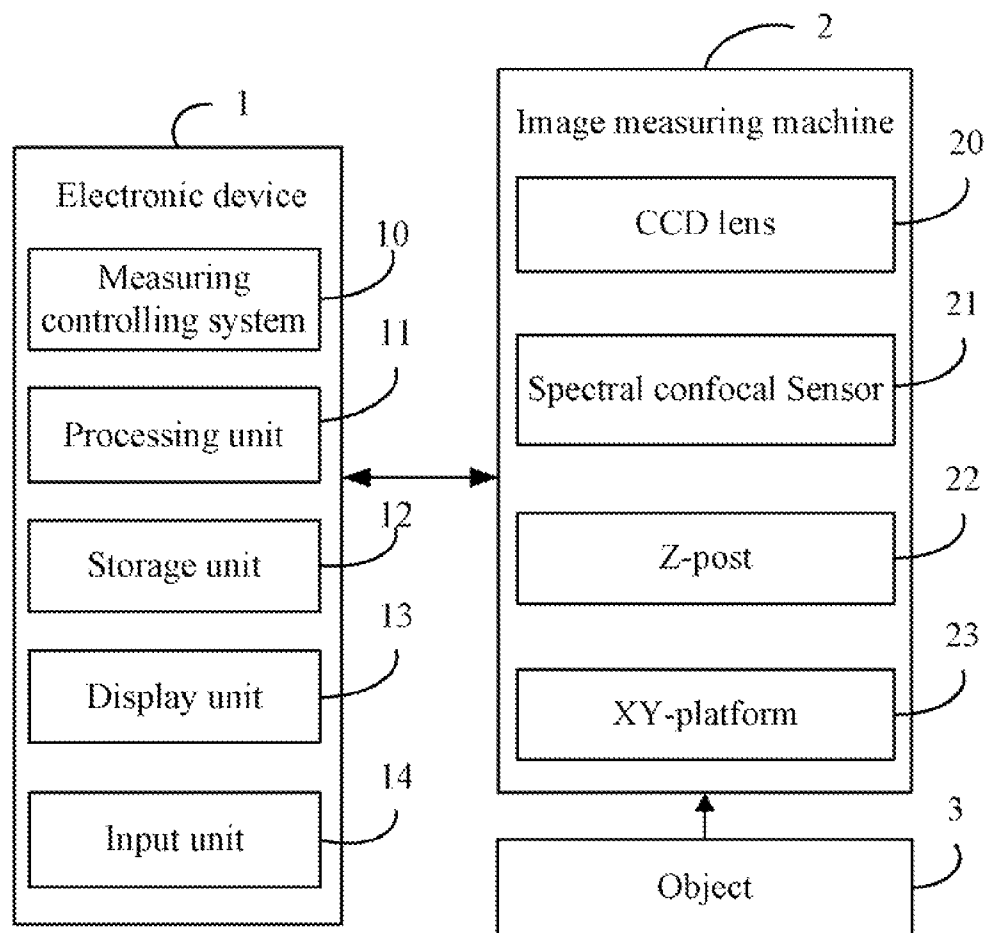 1
Electronic device
10
Measuring
controlling system
11
Processing unit
12
Storage unit
13
Display unit
14
Input unit
2
Image measuring machine
20
CCD lens
21
Spectral confocal Sensor
22
Z-post
23
XY-platform
3
Object